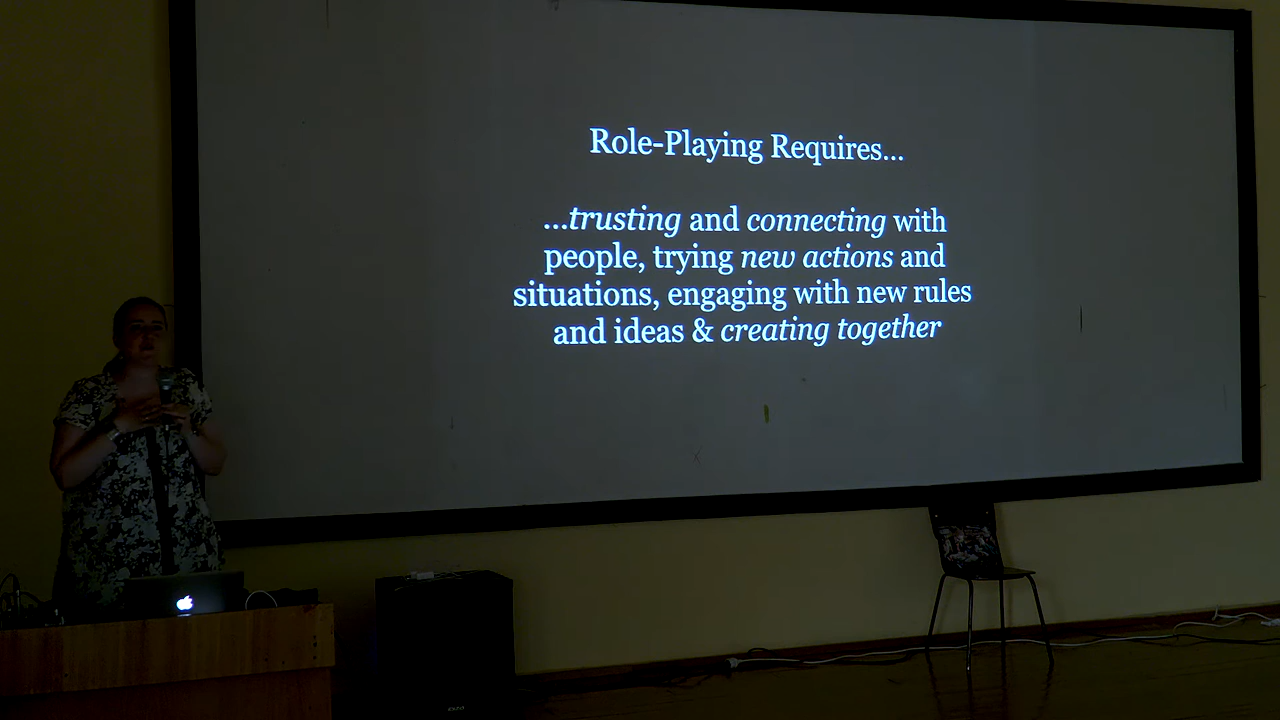 Role-Playing Requires...
...trusting and connecting with
people, trying new actions and
situations, engaging with new rules
and ideas & creating together